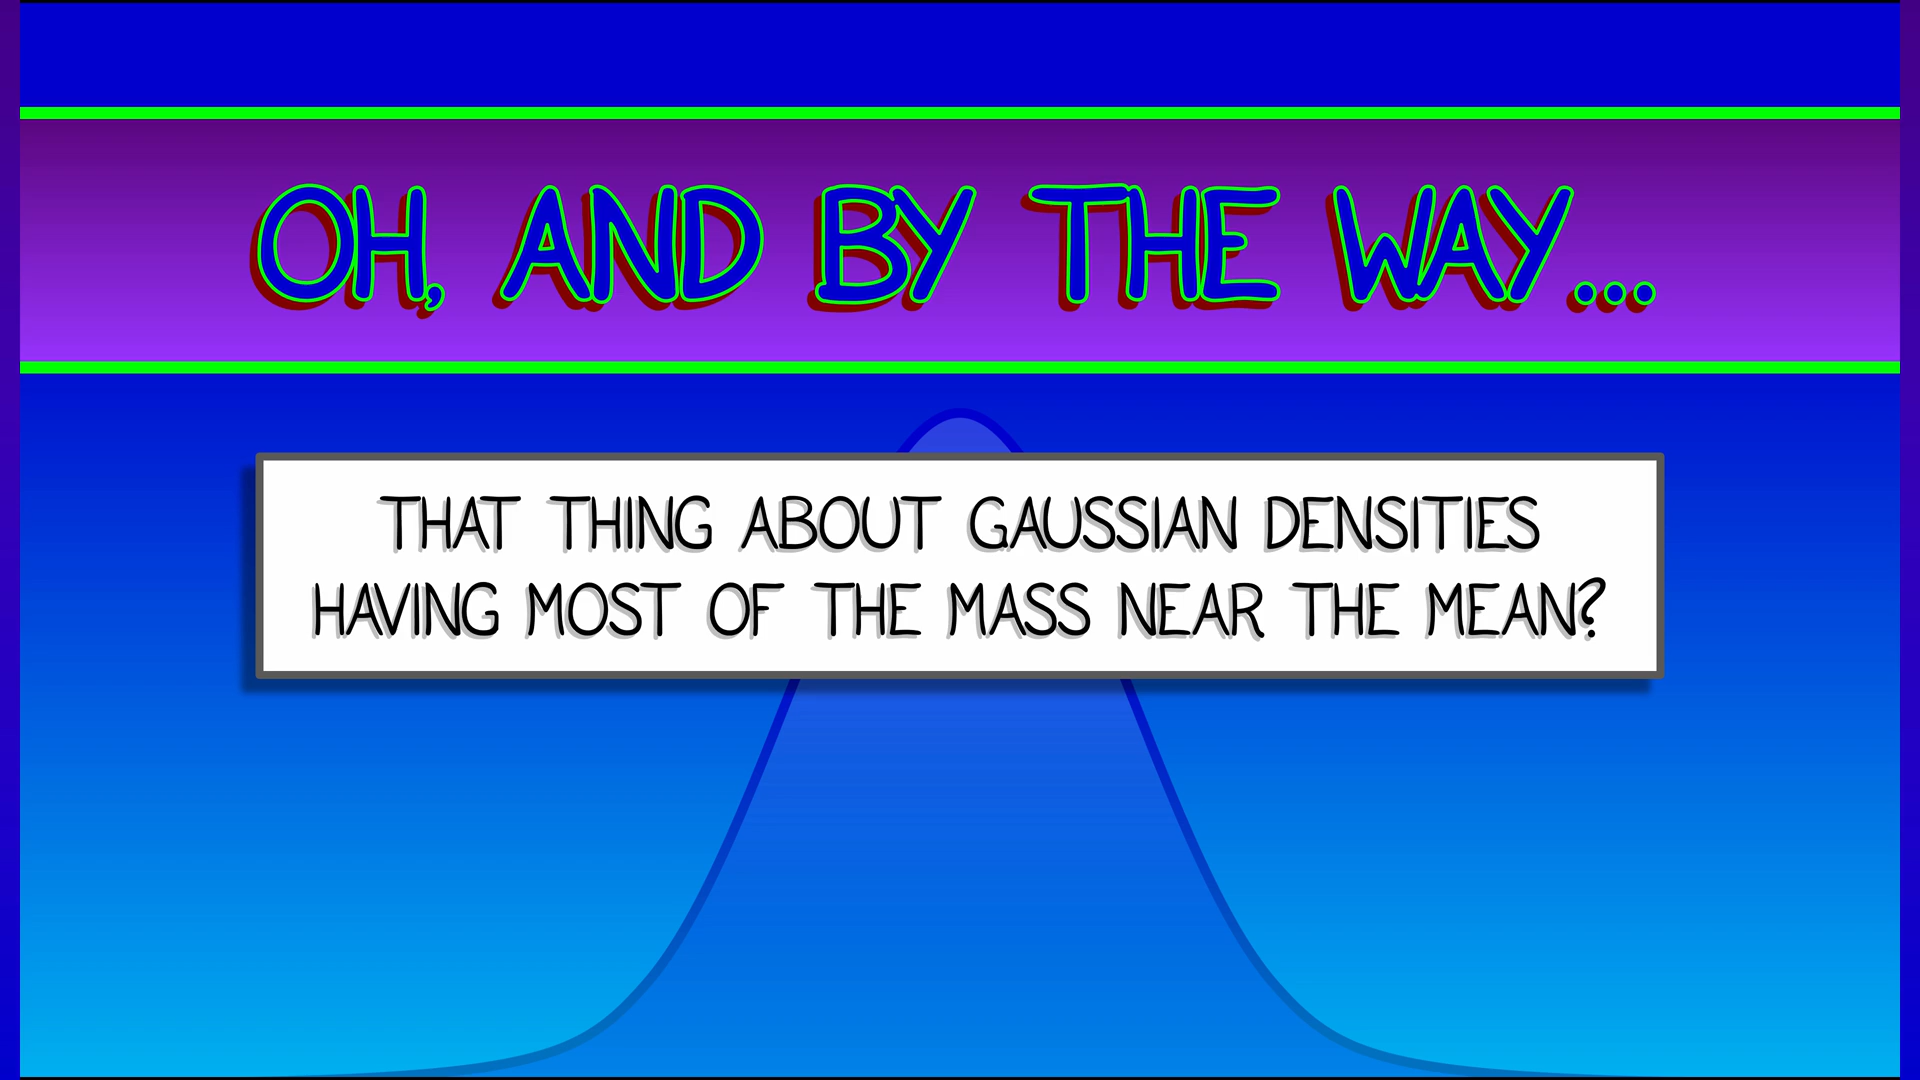 OH, AND BY THE WAY...
THAT THING ABOUT GAUSSIAN DENSITIES
HAVING MOST OF THE MASS NEAR THE MEAN?